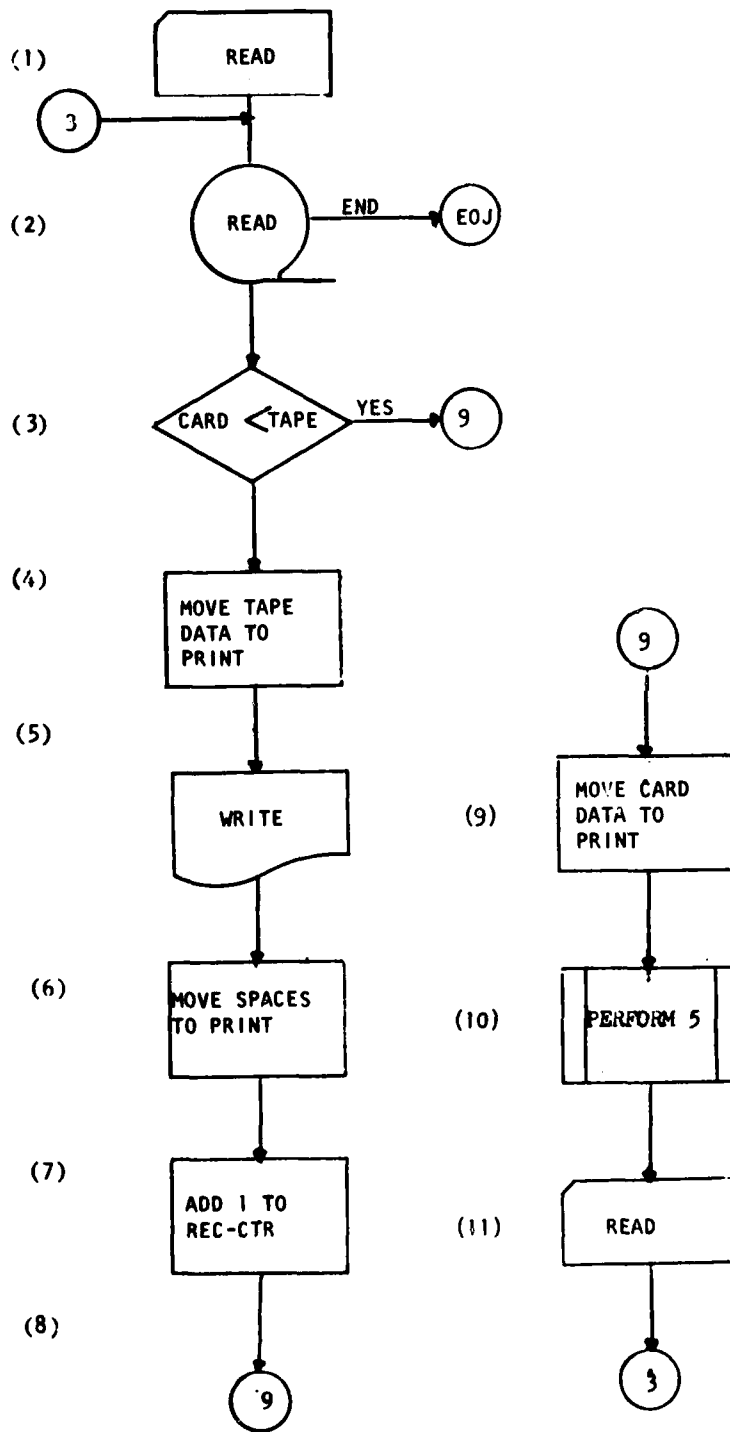 (1)
READ
3
(2)
READ
END
EOJ
(3)
CARD < TAPE
YES
9
(4)
MOVE TAPE
DATA TO
PRINT
(5)
WRITE
(6)
MOVE SPACES
TO PRINT
(7)
ADD 1 TO
REC-CTR
(8)
9
9
(9)
MOVE CARD
DATA TO
PRINT
(10)
PERFORM 5
(11)
READ
3